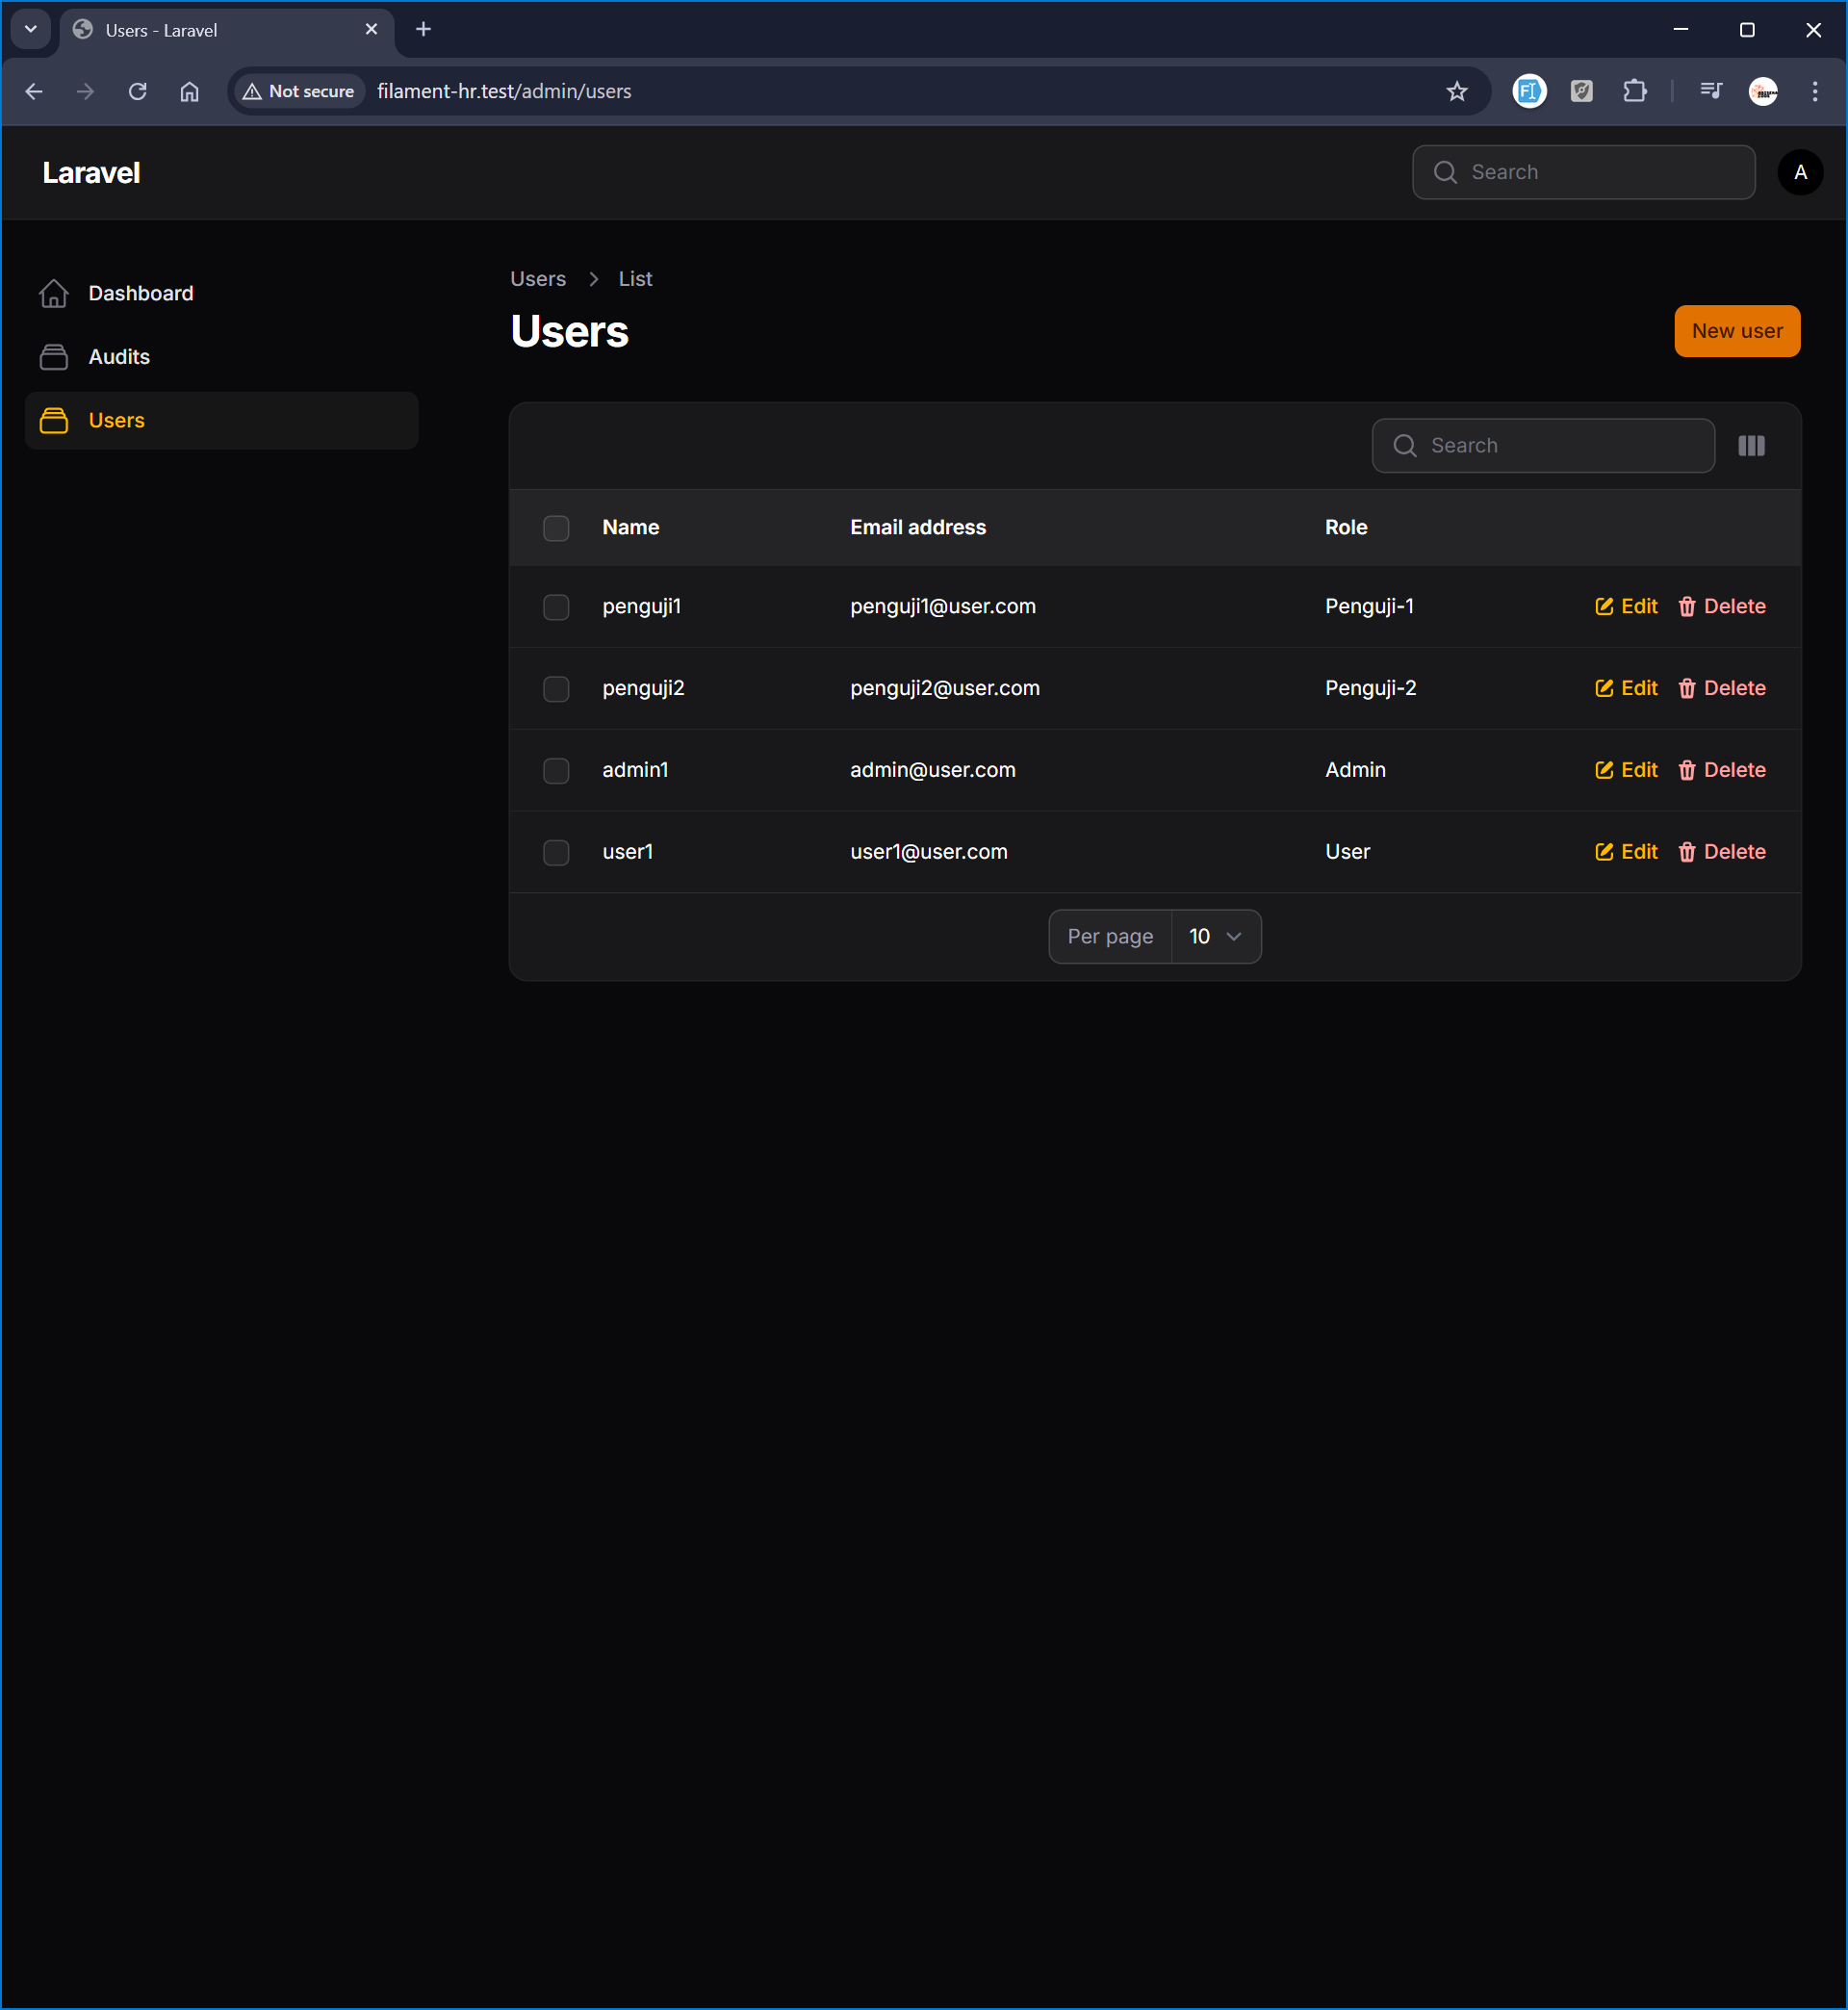 Users - Laravel
Not secure filament-hr.test/admin/users
Laravel
Search
A
Dashboard
Audits
Users
Users > List
Users
New user
Search
Name Email address Role
penguji1 penguji1@user.com Penguji-1 Edit Delete
penguji2 penguji2@user.com Penguji-2 Edit Delete
admin1 admin@user.com Admin Edit Delete
user1 user1@user.com User Edit Delete
Per page 10